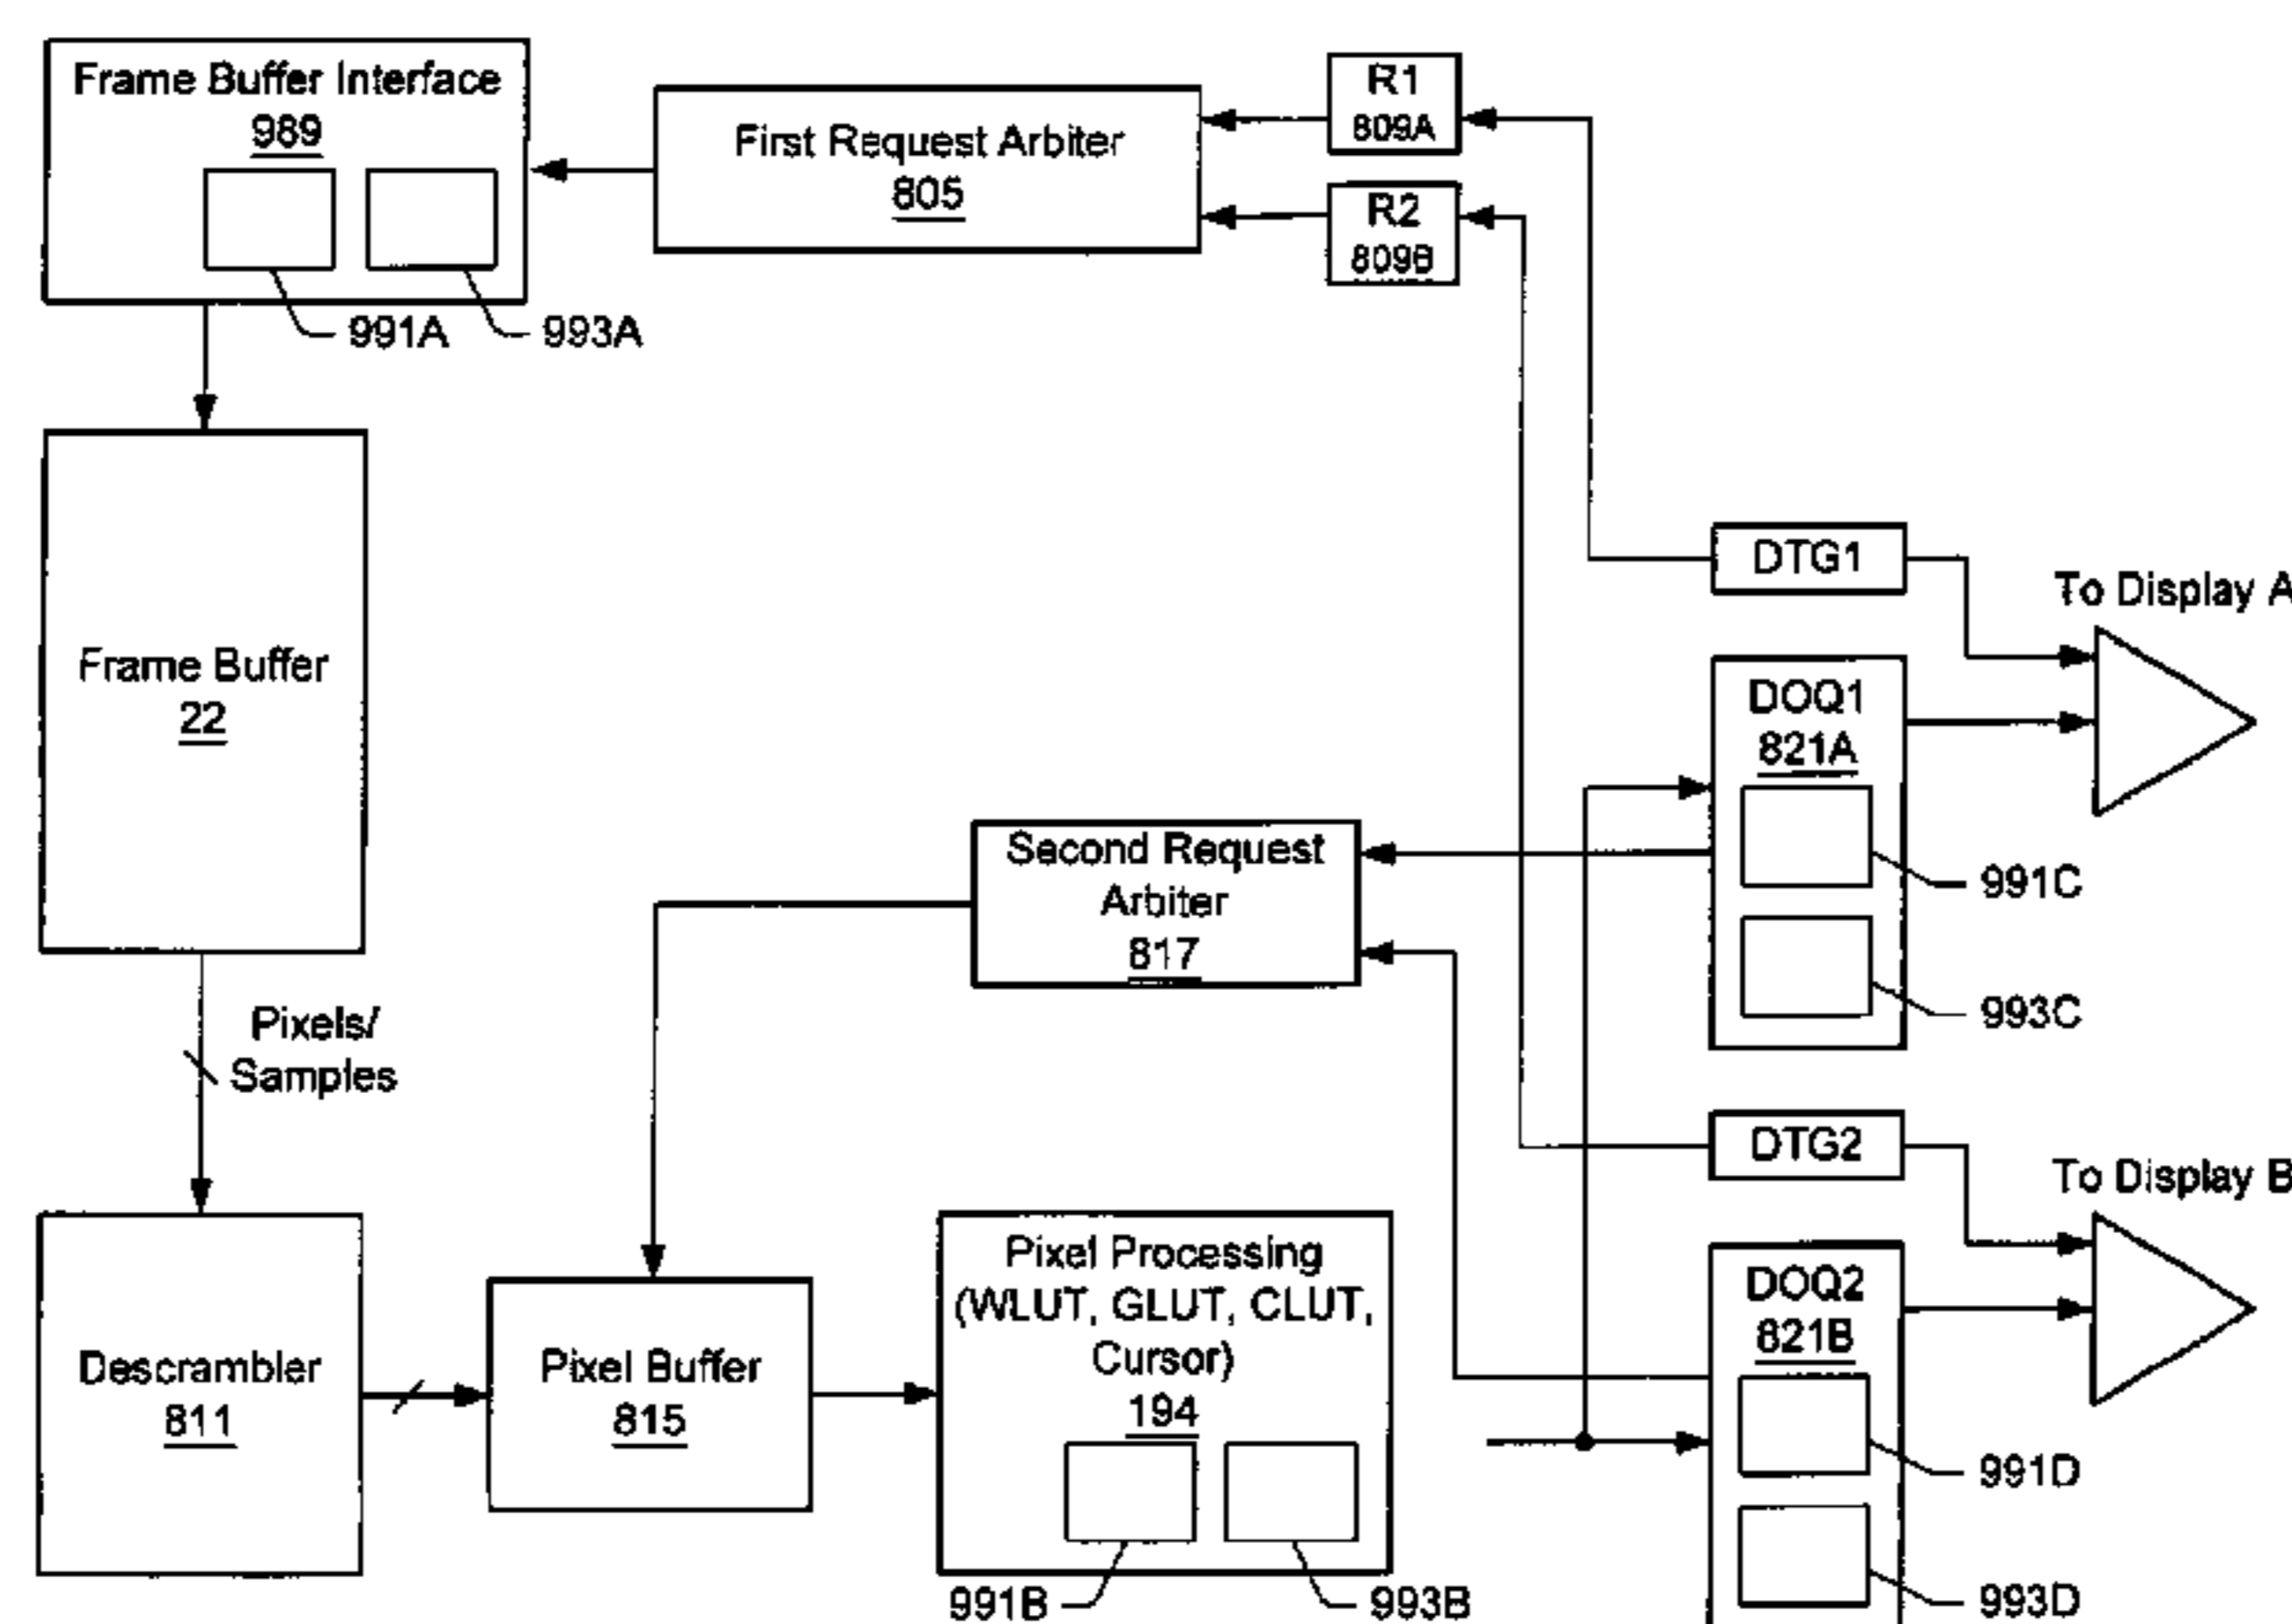 Frame Buffer Interface
989
991A
993A
First Request Arbiter
805
R1
809A
R2
809B
Frame Buffer
22
DTG1
To Display A
DOQ1
821A
991C
993C
Second Request
Arbiter
817
Pixels/
Samples
DTG2
To Display B
DOQ2
821B
991D
993D
Descrambler
811
Pixel Buffer
815
Pixel Processing
(WLUT, GLUT, CLUT,
Cursor)
194
991B
993B